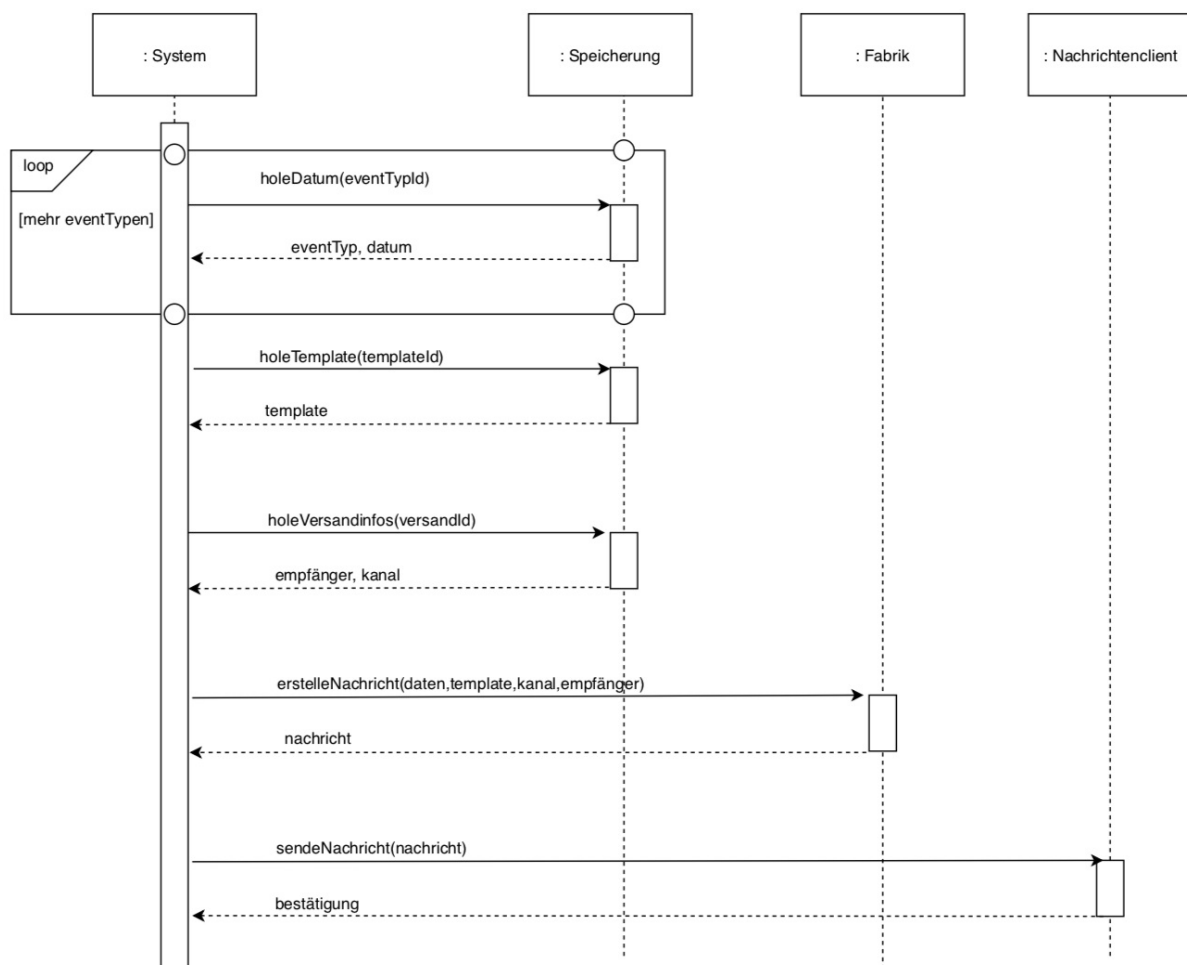 : System
: Speicherung
: Fabrik
: Nachrichtenclient
loop
holeDatum(eventTypId)
[mehr eventTypen]
eventTyp, datum
holeTemplate(templateId)
template
holeVersandinfos(versandId)
empfänger, kanal
erstelleNachricht(daten,template,kanal,empfänger)
nachricht
sendeNachricht(nachricht)
bestätigung